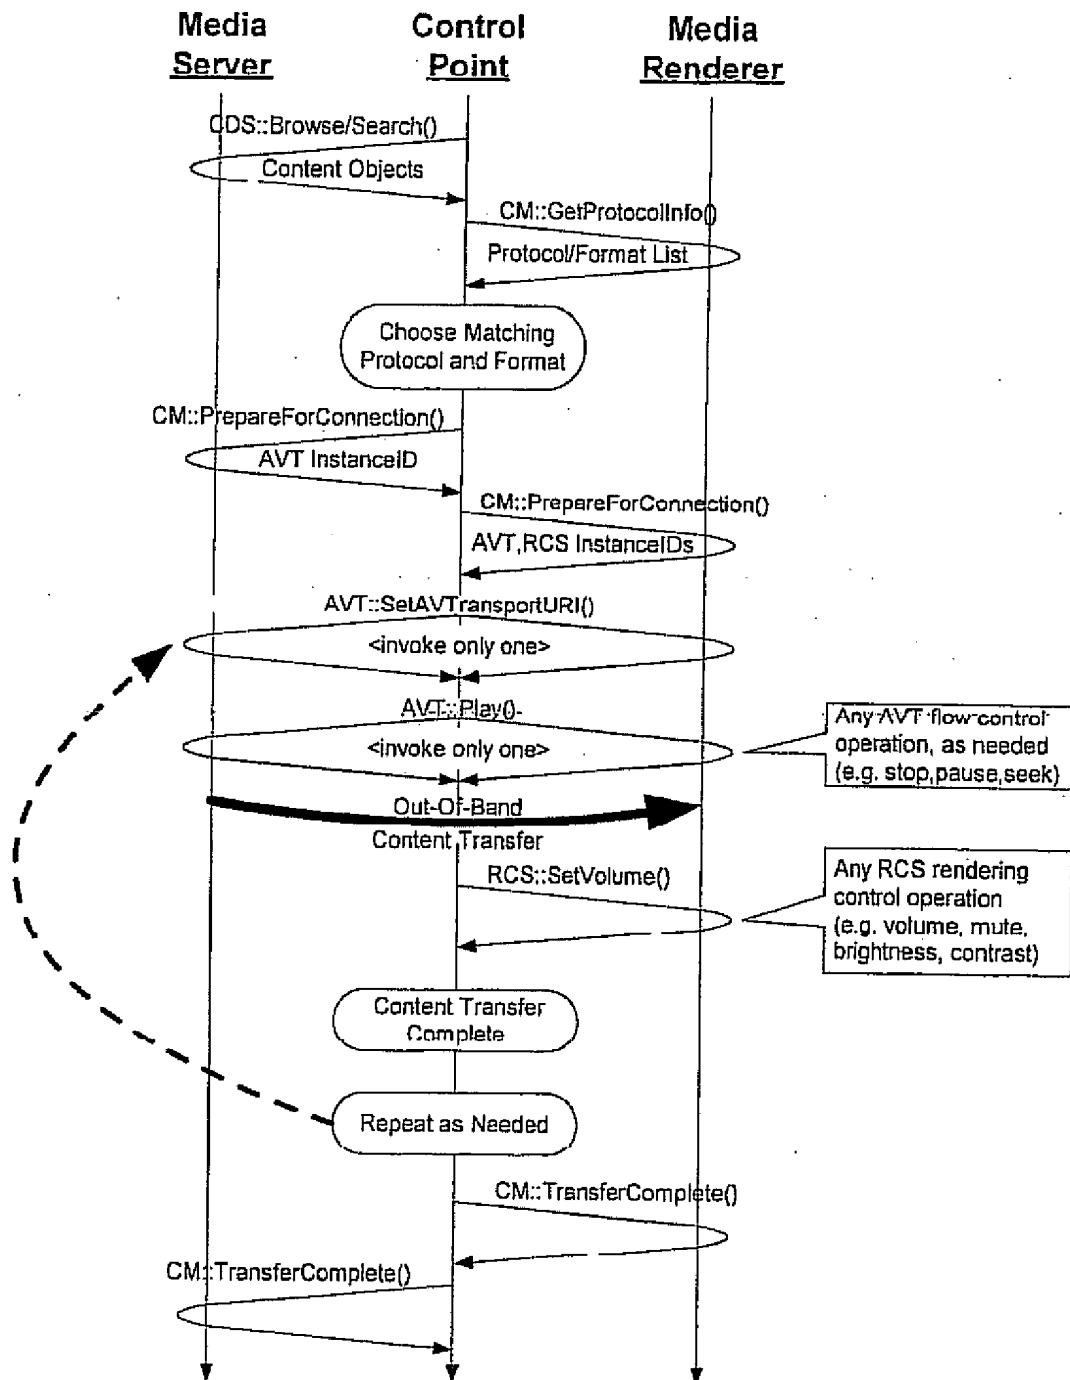 Media
Server
Control
Point
Media
Renderer
CDS::Browse/Search()
Content Objects
CM::GetProtocolInfo()
Protocol/Format List
Choose Matching
Protocol and Format
CM::PrepareForConnection()
AVT InstanceID
CM::PrepareForConnection()
AVT,RCS InstanceIDs
AVT::SetAVTransportURI()
<invoke only one>
AVT::Play()
<invoke only one>
Any AVT flow control
operation, as needed
(e.g. stop,pause,seek)
Out-Of-Band
Content Transfer
RCS::SetVolume()
Any RCS rendering
control operation
(e.g. volume, mute,
brightness, contrast)
Content Transfer
Complete
Repeat as Needed
CM::TransferComplete()
CM::TransferComplete()